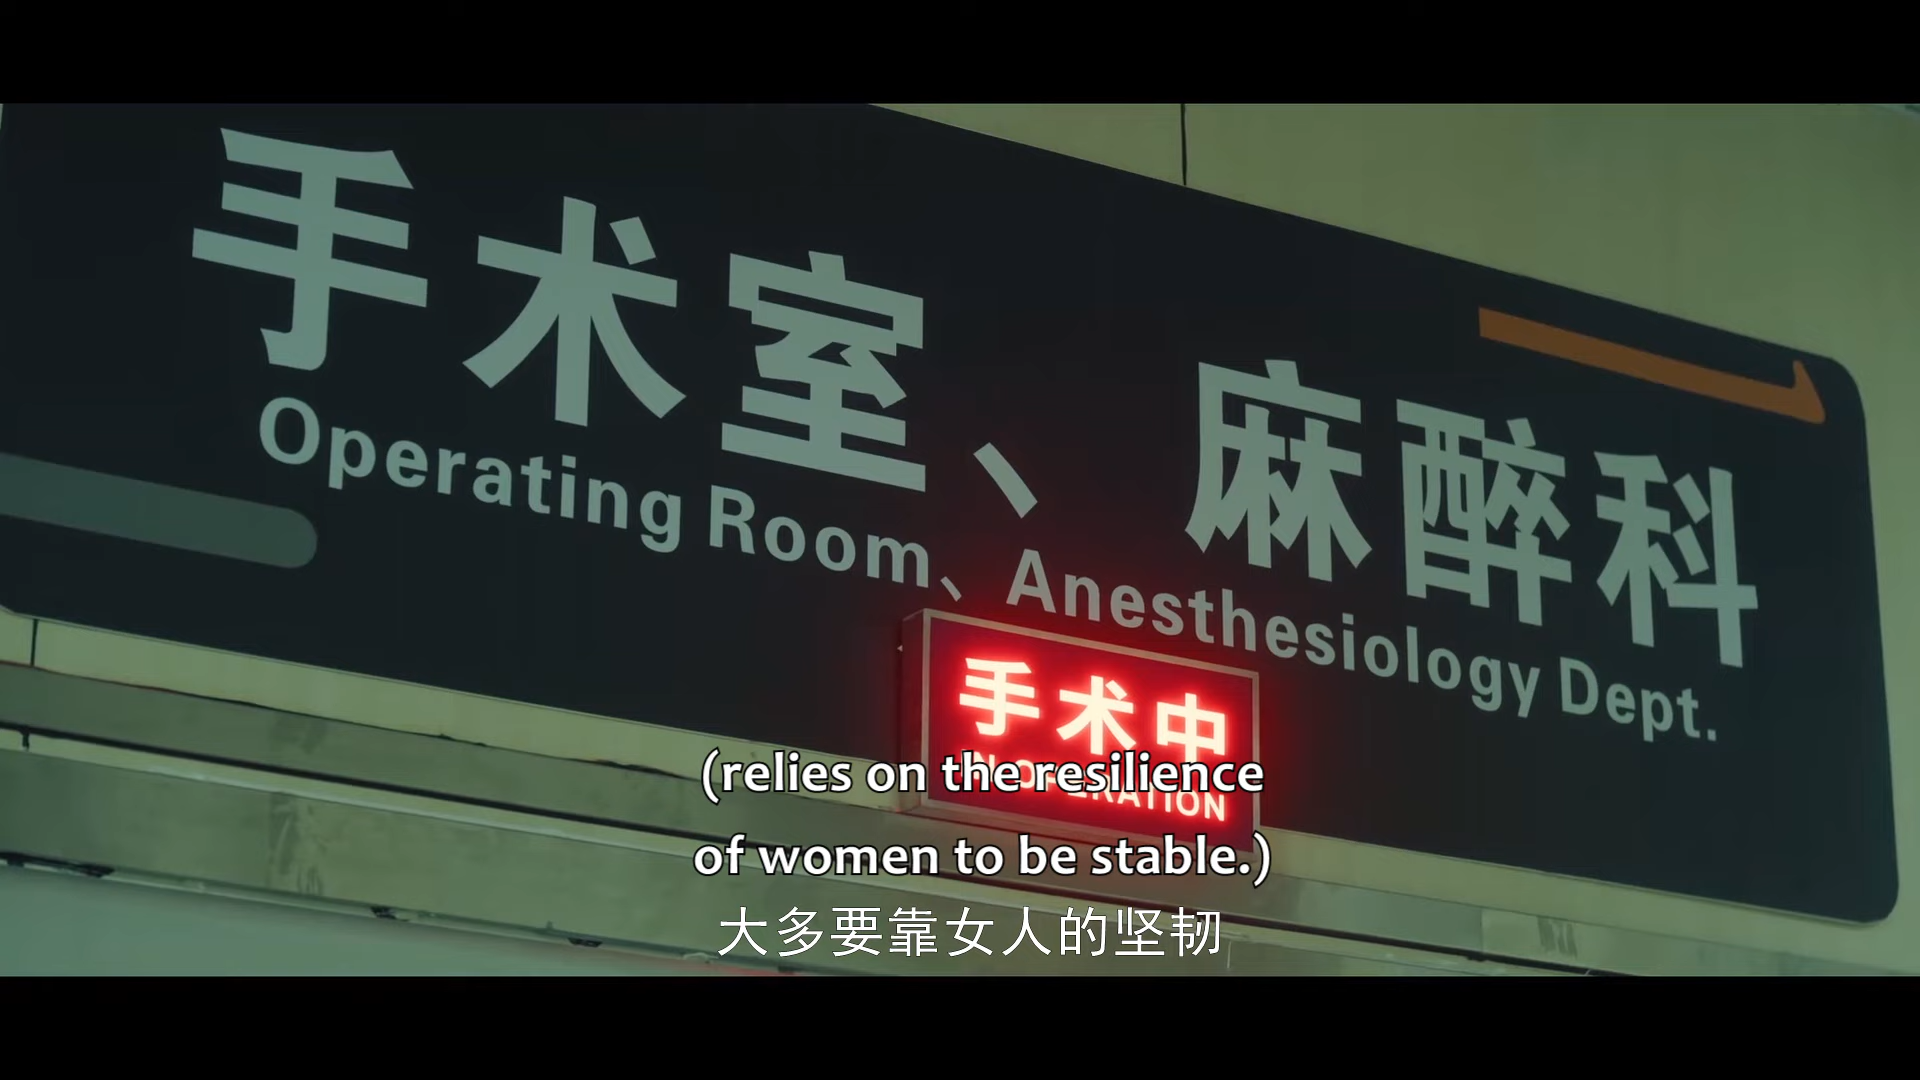 手术室、麻醉科
Operating Room、Anesthesiology Dept.
手术中
OPERATION
(relies on the resilience
of women to be stable.)
大多要靠女人的坚韧